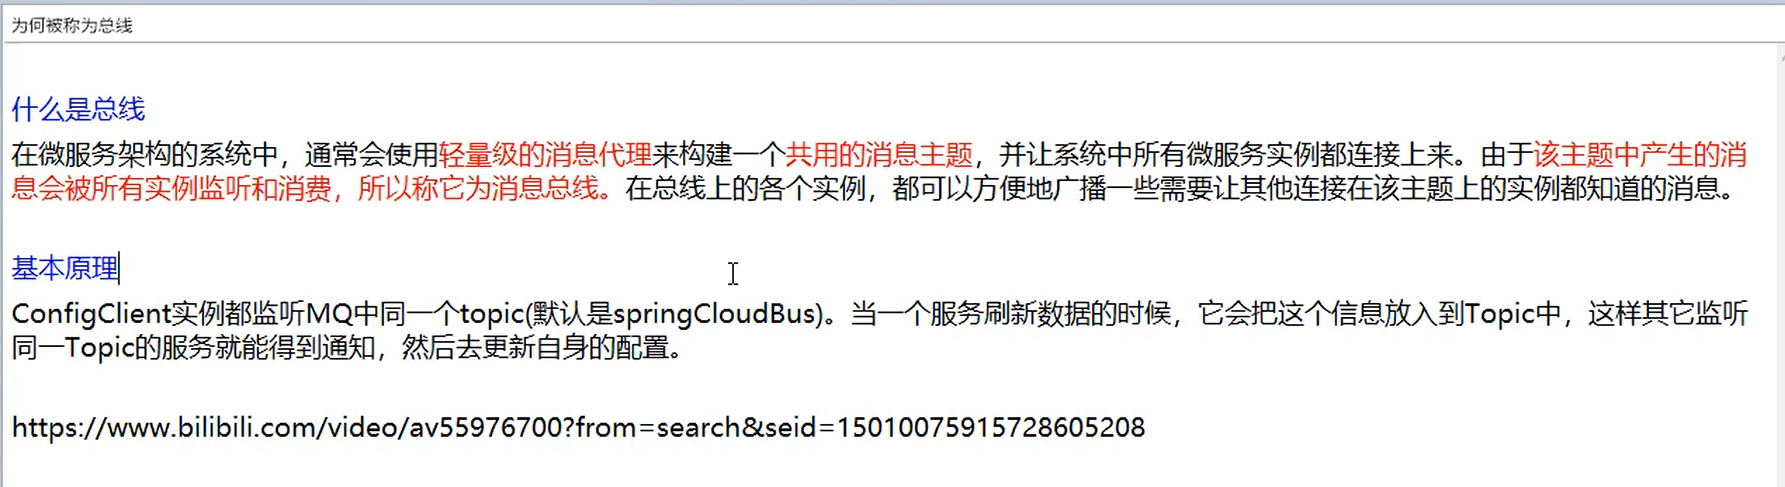 为何被称为总线
什么是总线
在微服务架构的系统中，通常会使用轻量级的消息代理来构建一个共用的消息主题，并让系统中所有微服务实例都连接上来。由于该主题中产生的消
息会被所有实例监听和消费，所以称它为消息总线。在总线上的各个实例，都可以方便地广播一些需要让其他连接在该主题上的实例都知道的消息。
基本原理
ConfigClient实例都监听MQ中同一个topic(默认是springCloudBus)。当一个服务刷新数据的时候，它会把这个信息放入到Topic中，这样其它监听
同一Topic的服务就能得到通知，然后去更新自身的配置。
https://www.bilibili.com/video/av55976700?from=search&seid=15010075915728605208